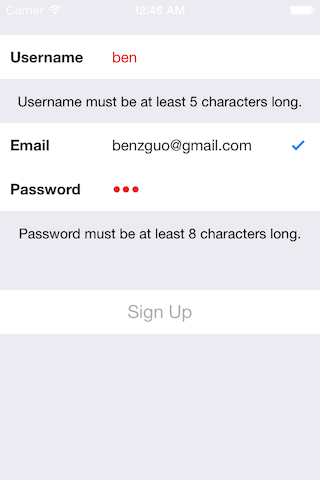 Carrier 12:46 AM
Username ben
Username must be at least 5 characters long.
Email benzguo@gmail.com
Password •••
Password must be at least 8 characters long.
Sign Up